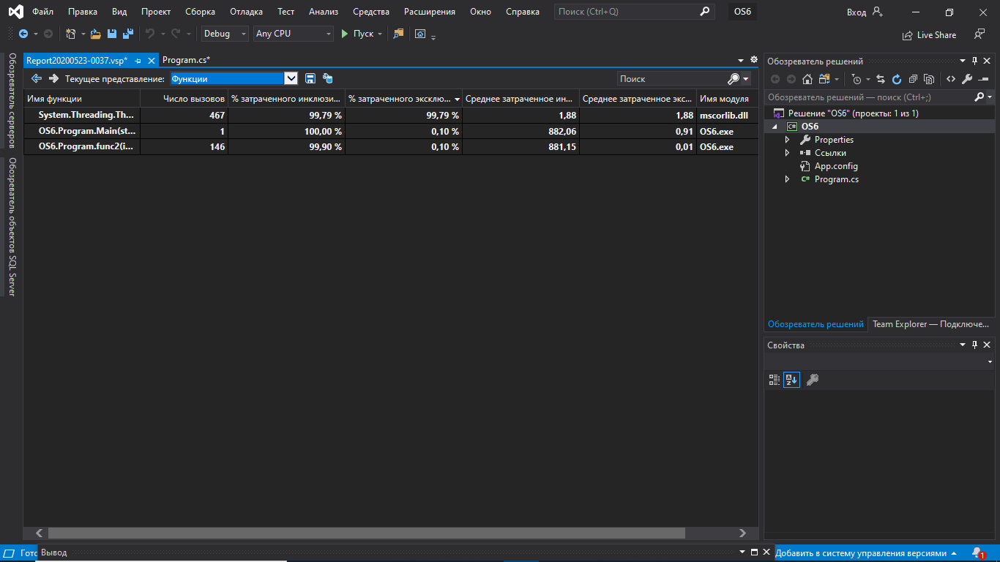 Файл Правка Вид Проект Сборка Отладка Тест Анализ Средства Расширения Окно Справка Поиск (Ctrl+Q) OS6 Вход
Debug Any CPU Пуск Live Share
Обозреватель серверов
Обозреватель объектов SQL Server
Report20200523-0037.vsp* Program.cs*
Текущее представление: Функции Поиск
Имя функции Число вызовов % затраченного инклюзи... % затраченного эксклю... Среднее затраченное ин... Среднее затраченное экс... Имя модуля
System.Threading.Th... 467 99,79 % 99,79 % 1,88 1,88 mscorlib.dll
OS6.Program.Main(st... 1 100,00 % 0,10 % 882,06 0,91 OS6.exe
OS6.Program.func2(i... 146 99,90 % 0,10 % 881,15 0,01 OS6.exe
Обозреватель решений
Обозреватель решений — поиск (Ctrl+;)
Решение "OS6" (проекты: 1 из 1)
OS6
Properties
Ссылки
App.config
Program.cs
Обозреватель решений Team Explorer — Подключе...
Свойства
Гото Вывод
Добавить в систему управления версиями 1